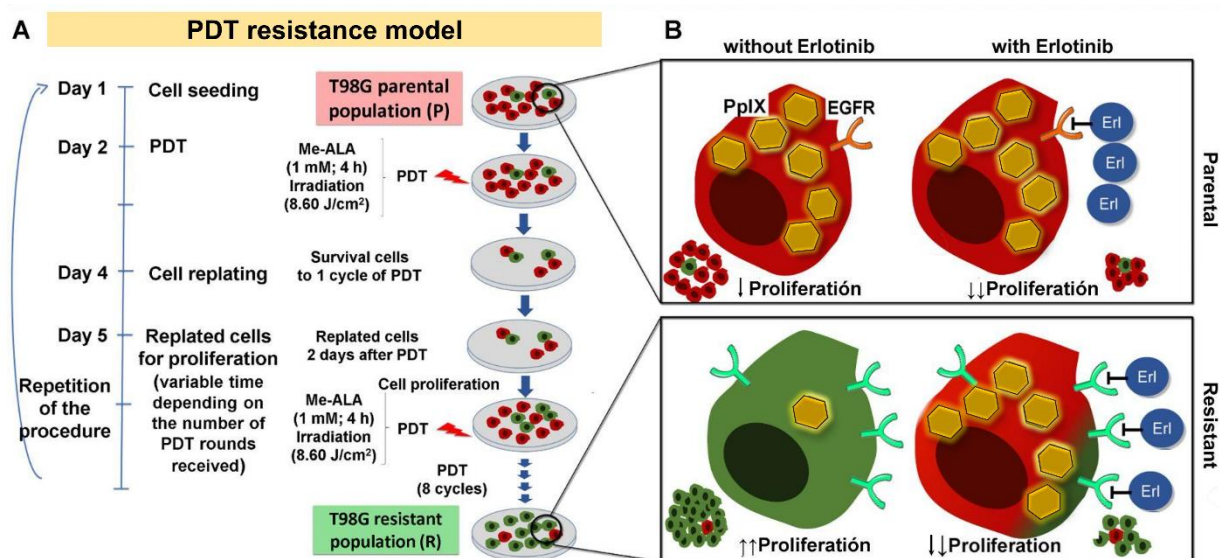 A
PDT resistance model
Day 1
Cell seeding
Day 2
PDT
Day 4
Cell replating
Day 5
Replated cells
for proliferation
(variable time
depending on
the number of
PDT rounds
received)
Repetition of
the procedure
T98G parental
population (P)
Me-ALA
(1 mM; 4 h)
Irradiation
(8.60 J/cm²)
PDT
Survival cells
to 1 cycle of PDT
Replated cells
2 days after PDT
Cell proliferation
Me-ALA
(1 mM; 4 h)
Irradiation
(8.60 J/cm²)
PDT
PDT
(8 cycles)
T98G resistant
population (R)
B
without Erlotinib
with Erlotinib
PpIX
EGFR
Erl
Erl
Erl
↓ Proliferatión
↓↓Proliferatión
Parental
Erl
Erl
Erl
↑↑Proliferatión
↓↓Proliferatión
Resistant